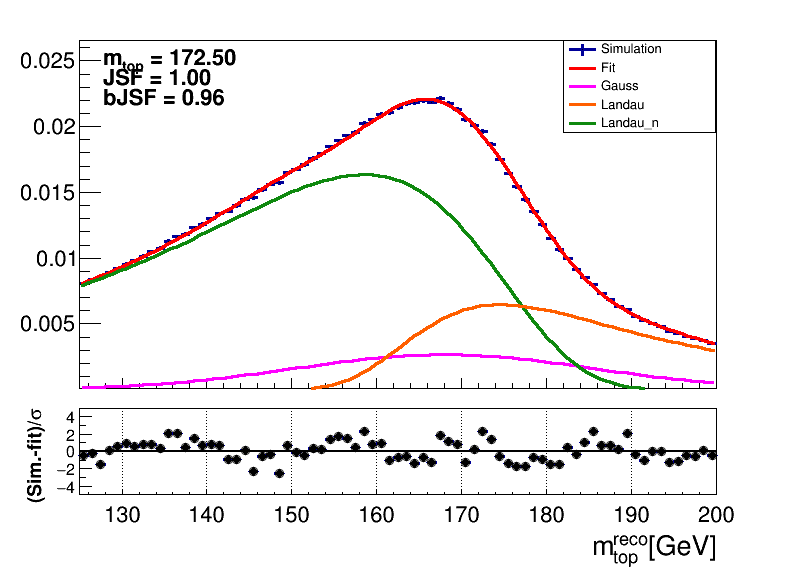 m_top = 172.50
JSF = 1.00
bJSF = 0.96
Simulation
Fit
Gauss
Landau
Landau_n
0.025
0.02
0.015
0.01
0.005
(Sim.-fit)/σ
4
2
0
−2
−4
130 140 150 160 170 180 190 200
m_top^reco[GeV]